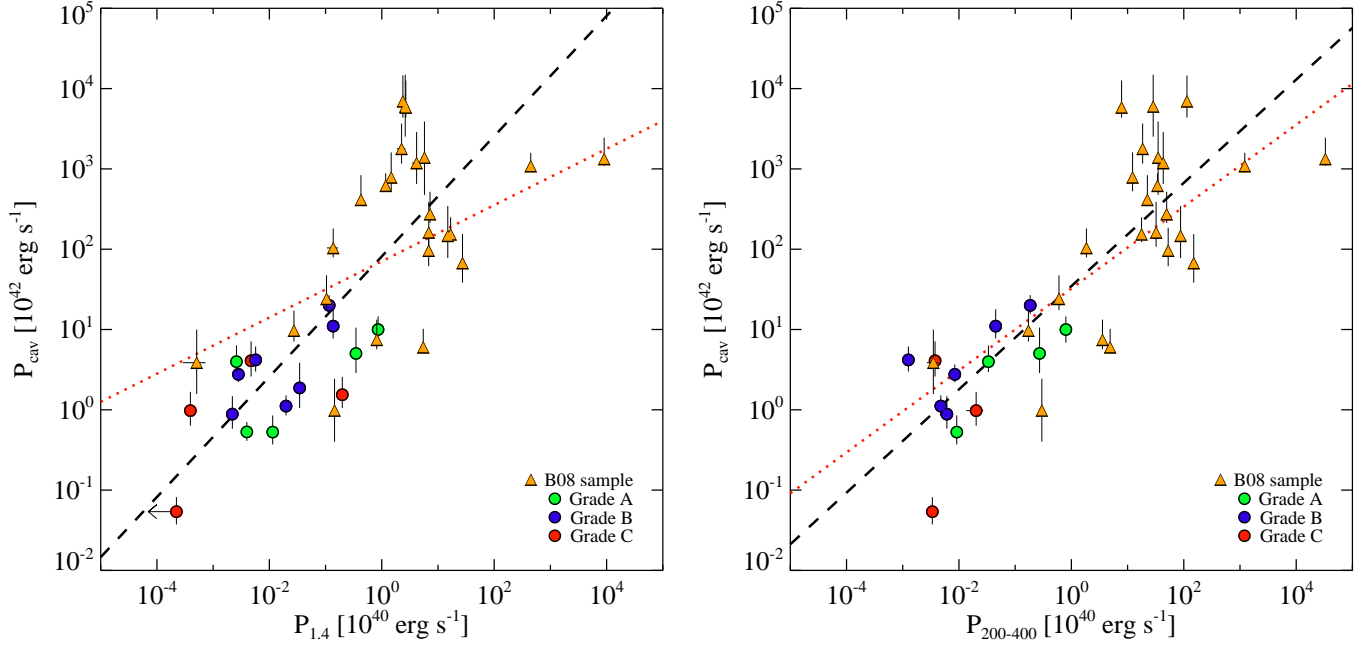 10^5
10^4
10^3
10^2
10^1
10^0
10^-1
10^-2
P_cav [10^42 erg s^-1]
B08 sample
Grade A
Grade B
Grade C
10^-4
10^-2
10^0
10^2
10^4
P_1.4 [10^40 erg s^-1]
10^5
10^4
10^3
10^2
10^1
10^0
10^-1
10^-2
P_cav [10^42 erg s^-1]
B08 sample
Grade A
Grade B
Grade C
10^-4
10^-2
10^0
10^2
10^4
P_200-400 [10^40 erg s^-1]